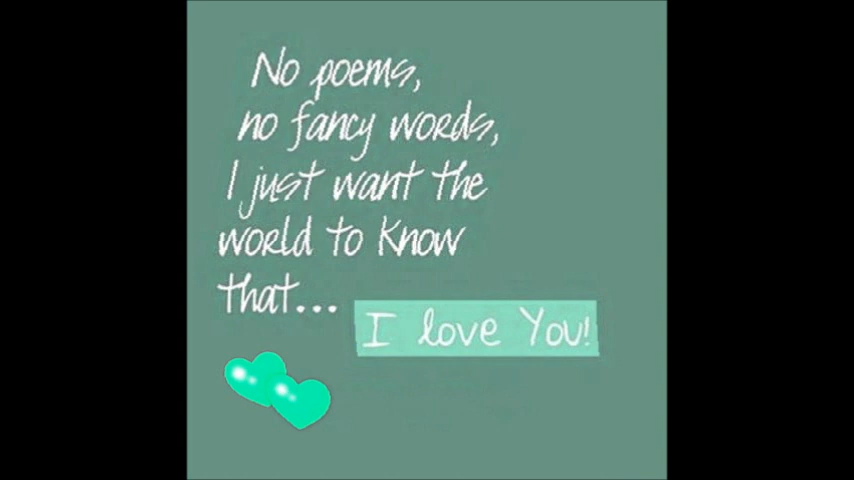 No poems,
no fancy words,
I just want the
world to know
that...
I love You!